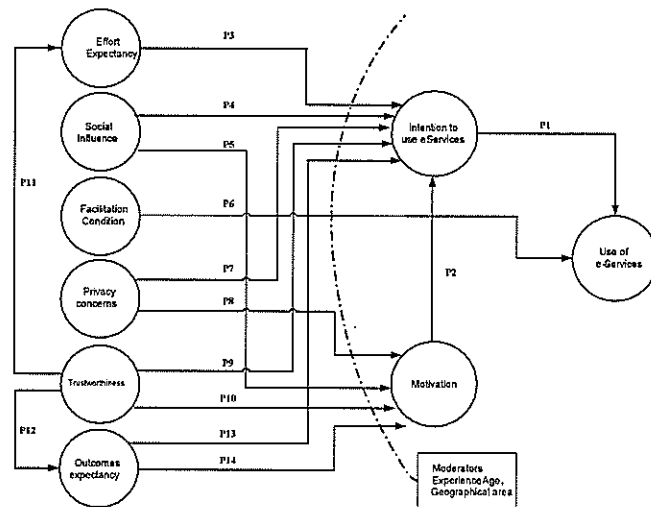 P3
Effort
Expectancy
P4
Social
Influence
P5
Intention to
use eServices
P1
P11
P6
Facilitation
Condition
Use of
e-Services
P7
Privacy
concerns
P8
P2
P9
Trustworthiness
P10
Motivation
P12
P13
Outcomes
expectancy
P14
Moderators
ExperienceAge,
Geographical area